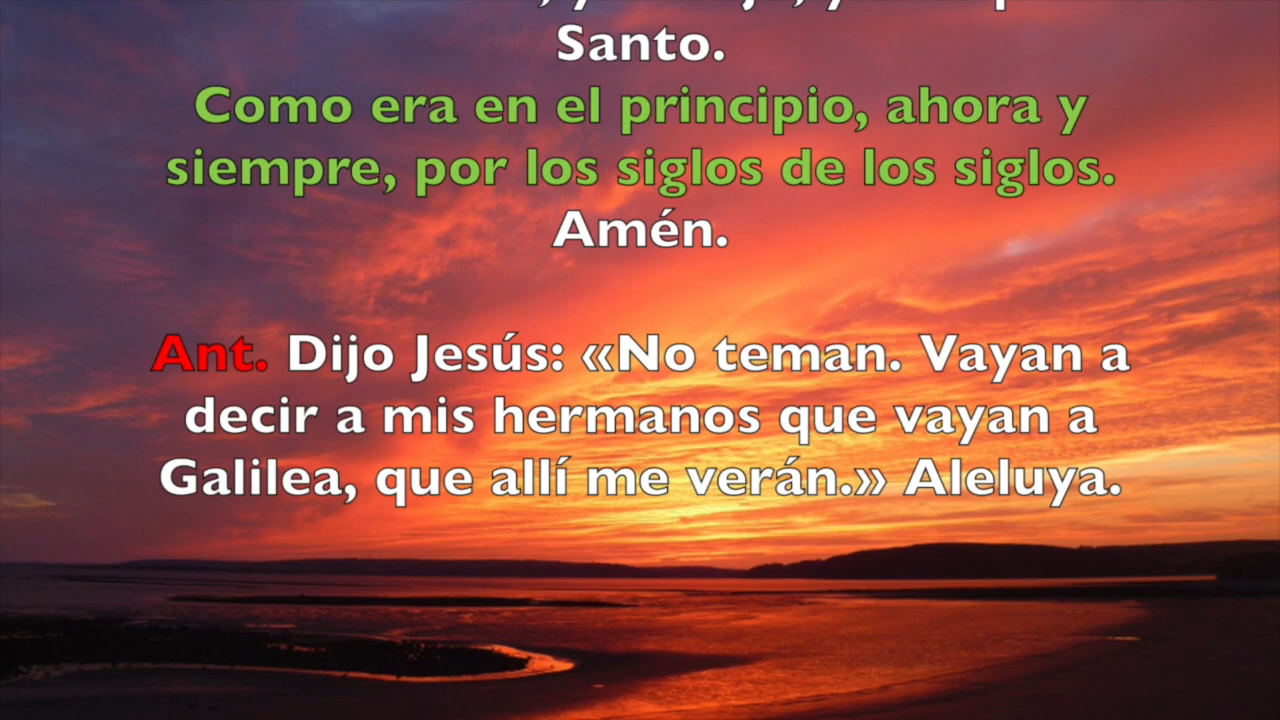 Santo.
Como era en el principio, ahora y
siempre, por los siglos de los siglos.
Amén.
Ant. Dijo Jesús: «No teman. Vayan a
decir a mis hermanos que vayan a
Galilea, que allí me verán.» Aleluya.